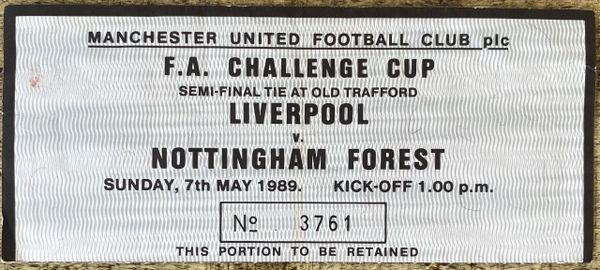 MANCHESTER UNITED FOOTBALL CLUB plc
F.A. CHALLENGE CUP
SEMI-FINAL TIE AT OLD TRAFFORD
LIVERPOOL
v.
NOTTINGHAM FOREST
SUNDAY, 7th MAY 1989. KICK-OFF 1.00 p.m.
Nº 3761
THIS PORTION TO BE RETAINED